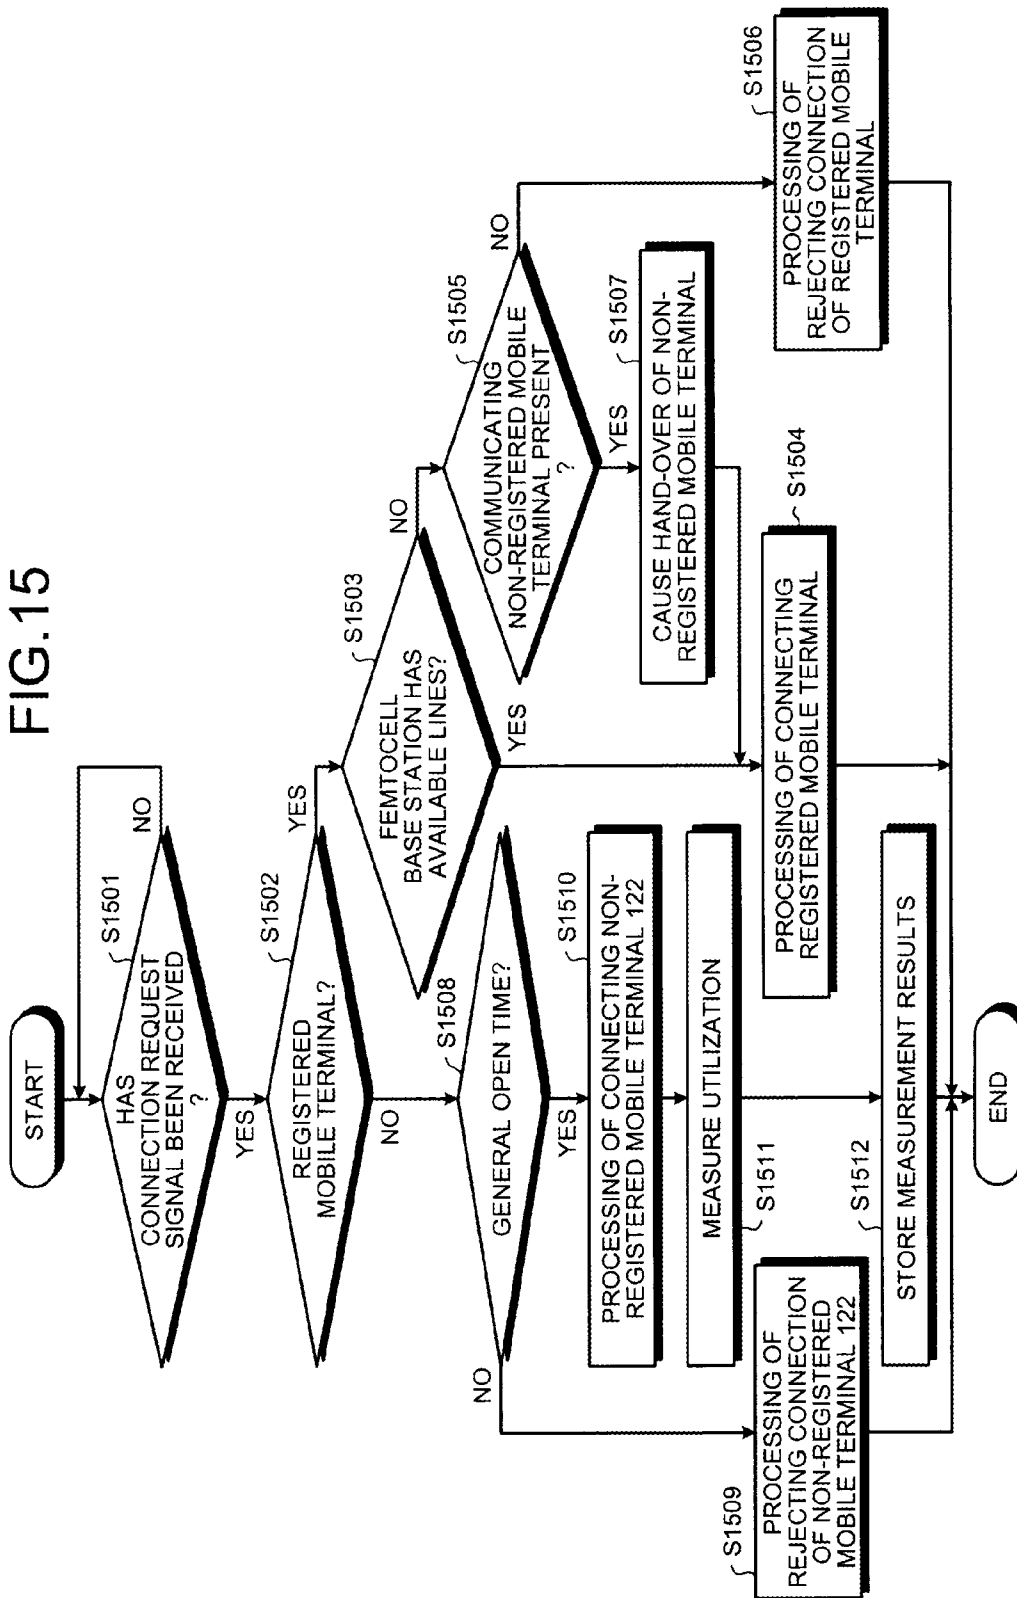 FIG.15
START
S1501
HAS
CONNECTION REQUEST
SIGNAL BEEN RECEIVED
?
NO
YES
S1502
REGISTERED
MOBILE TERMINAL?
YES
NO
S1503
FEMTOCELL
BASE STATION HAS
AVAILABLE LINES?
NO
YES
S1505
COMMUNICATING
NON-REGISTERED MOBILE
TERMINAL PRESENT
?
NO
YES
S1507
CAUSE HAND-OVER OF NON-
REGISTERED MOBILE TERMINAL
S1506
PROCESSING OF
REJECTING CONNECTION
OF REGISTERED MOBILE
TERMINAL
S1504
PROCESSING OF CONNECTING
REGISTERED MOBILE TERMINAL
S1508
GENERAL OPEN TIME?
NO
YES
S1510
PROCESSING OF CONNECTING NON-
REGISTERED MOBILE TERMINAL 122
MEASURE UTILIZATION
S1511
S1509
PROCESSING OF
REJECTING CONNECTION
OF NON-REGISTERED
MOBILE TERMINAL 122
S1512
STORE MEASUREMENT RESULTS
END